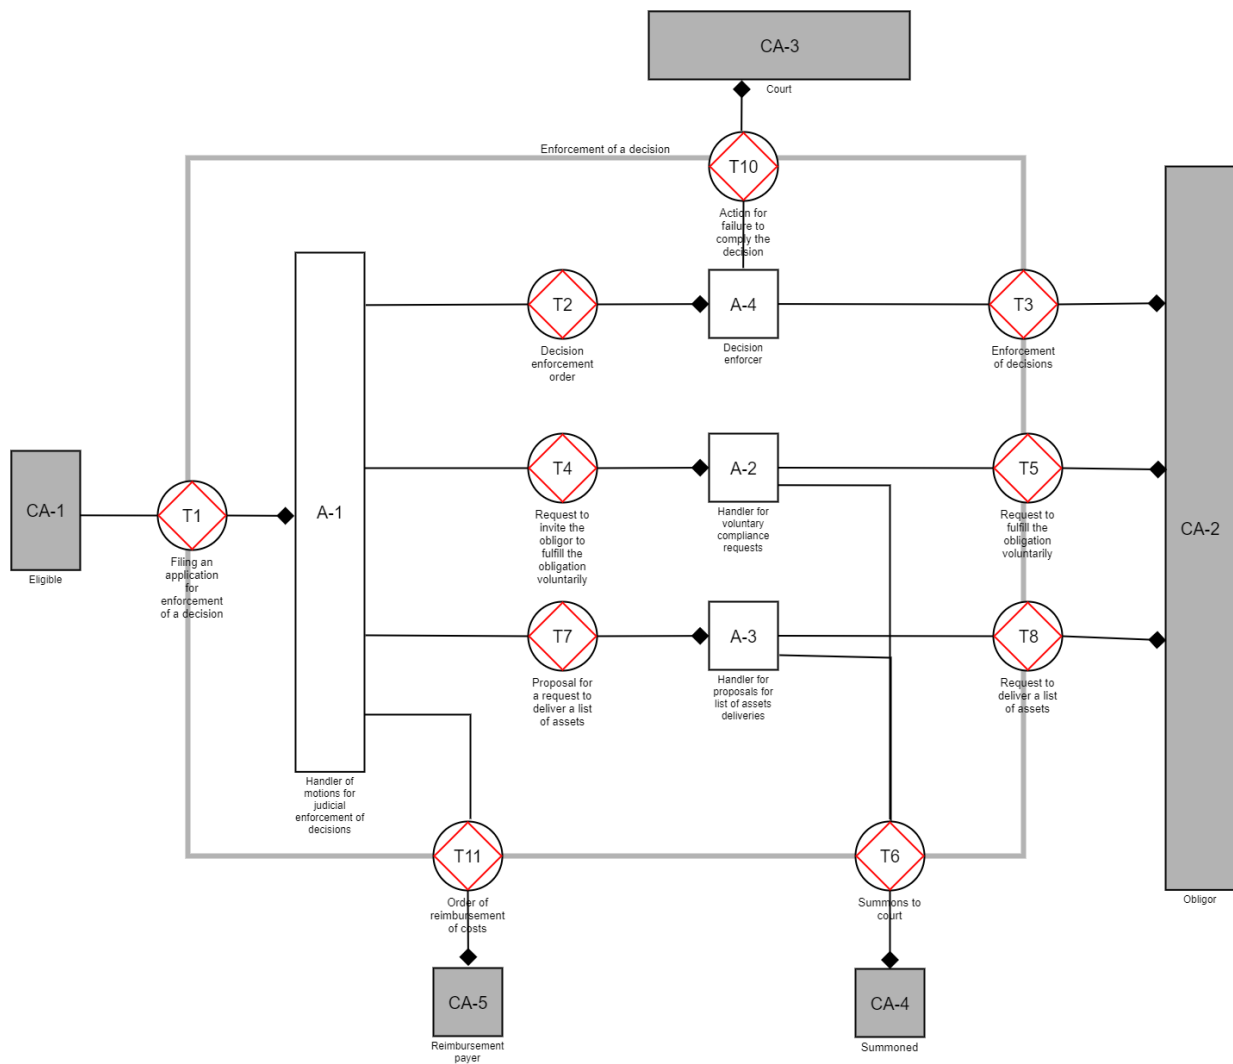 CA-3
Court
Enforcement of a decision
T10
Action for
failure to
comply the
decision
T2
Decision
enforcement
order
A-4
Decision
enforcer
T3
Enforcement
of decisions
CA-1
Eligible
T1
Filing an
application
for
enforcement
of a decision
A-1
Handler of
motions for
judicial
enforcement of
decisions
T4
Request to
invite the
obligor to
fulfill the
obligation
voluntarily
A-2
Handler for
voluntary
compliance
requests
T5
Request to
fulfill the
obligation
voluntarily
CA-2
Obligor
T7
Proposal for
a request to
deliver a list
of assets
A-3
Handler for
proposals for
list of assets
deliveries
T8
Request to
deliver a list
of assets
T11
Order of
reimbursement
of costs
T6
Summons to
court
CA-5
Reimbursement
payer
CA-4
Summoned